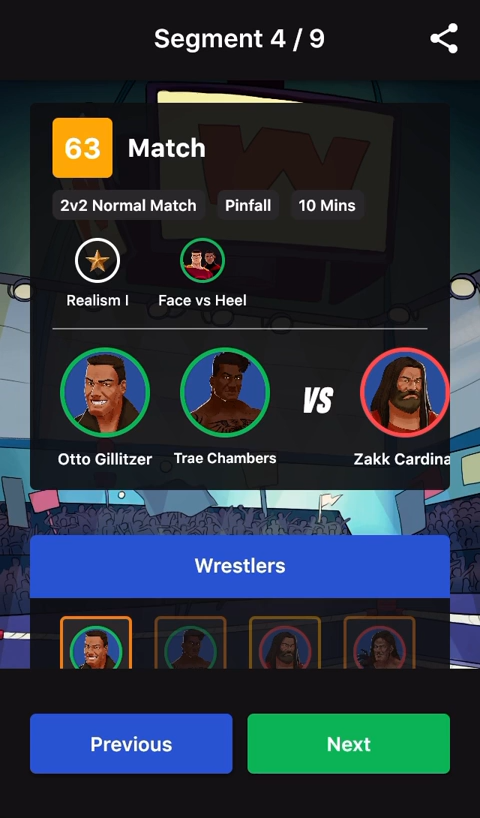 Segment 4 / 9
63 Match
2v2 Normal Match Pinfall 10 Mins
Realism I Face vs Heel
VS
Otto Gillitzer Trae Chambers Zakk Cardina
Wrestlers
Previous Next